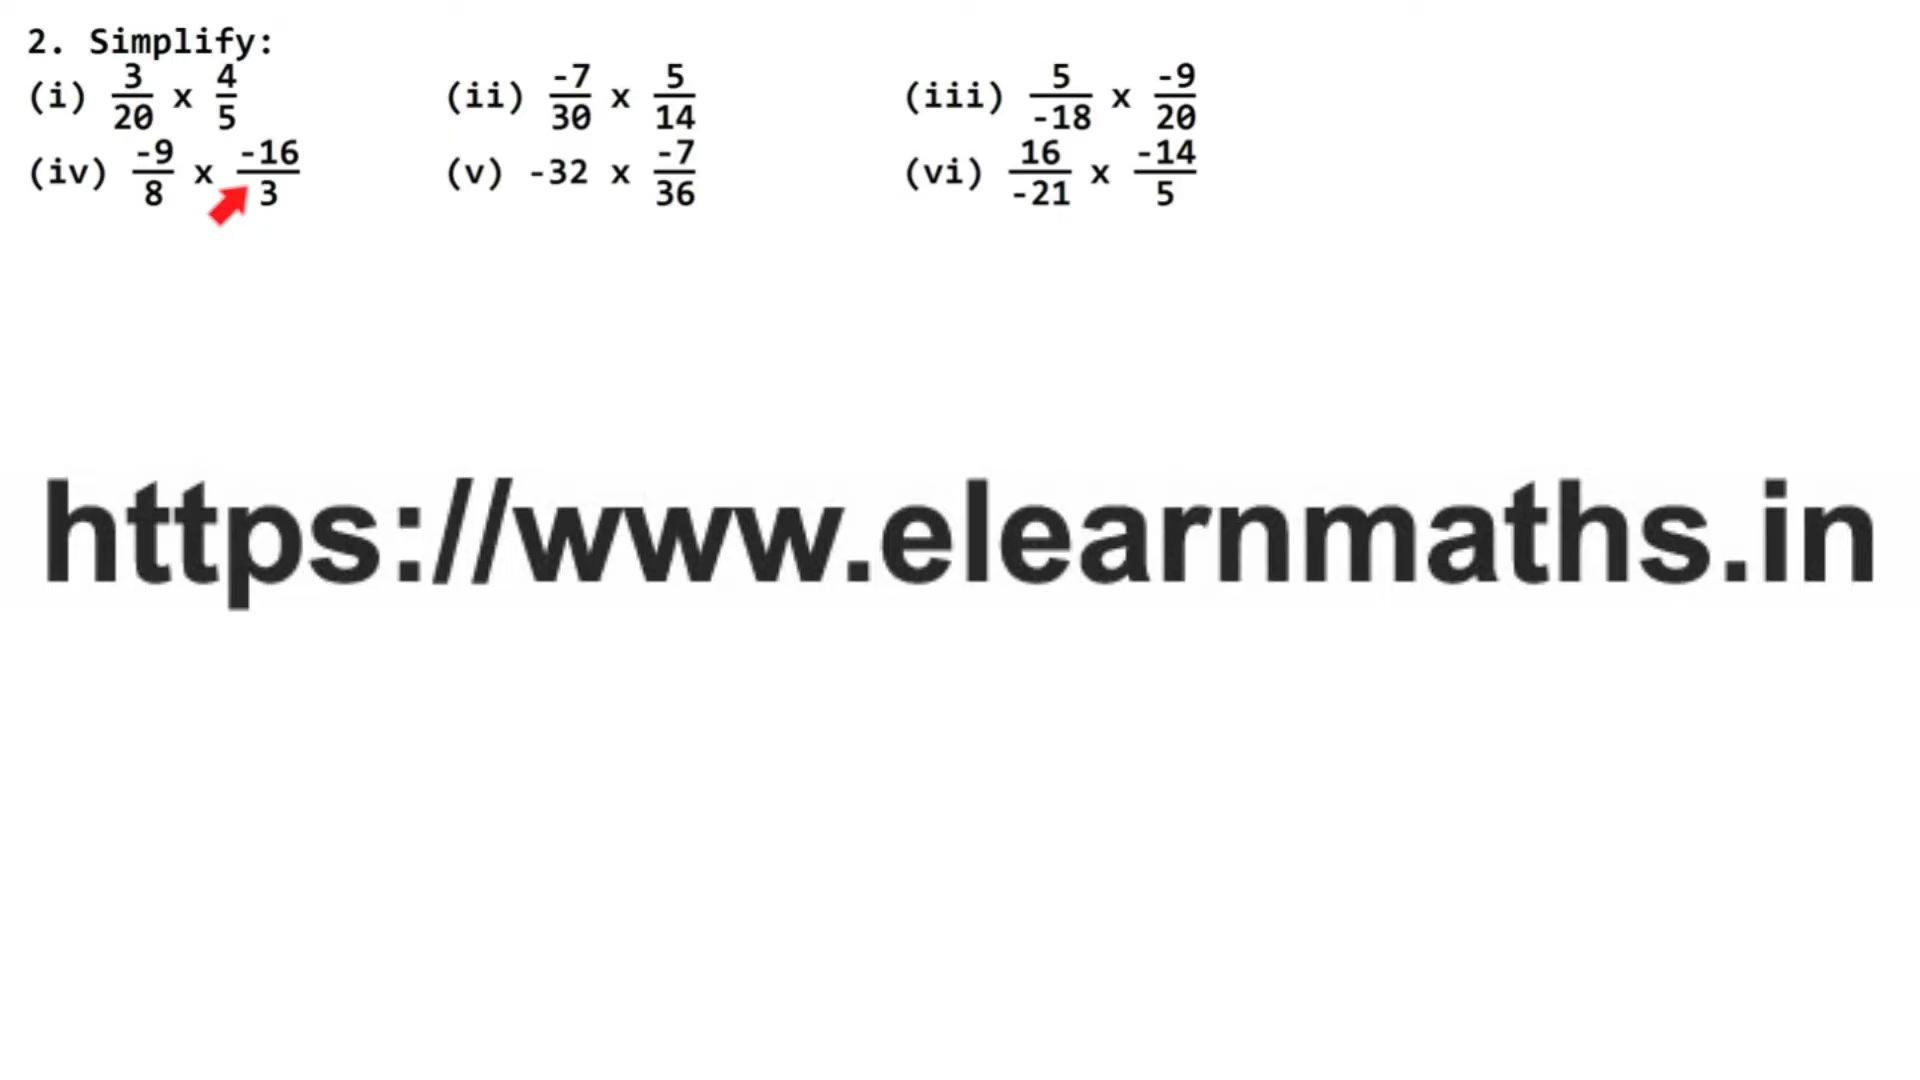 2. Simplify:
(i) 3/20 x 4/5 (ii) -7/30 x 5/14 (iii) 5/-18 x -9/20
(iv) -9/8 x -16/3 (v) -32 x -7/36 (vi) 16/-21 x -14/5
https://www.elearnmaths.in